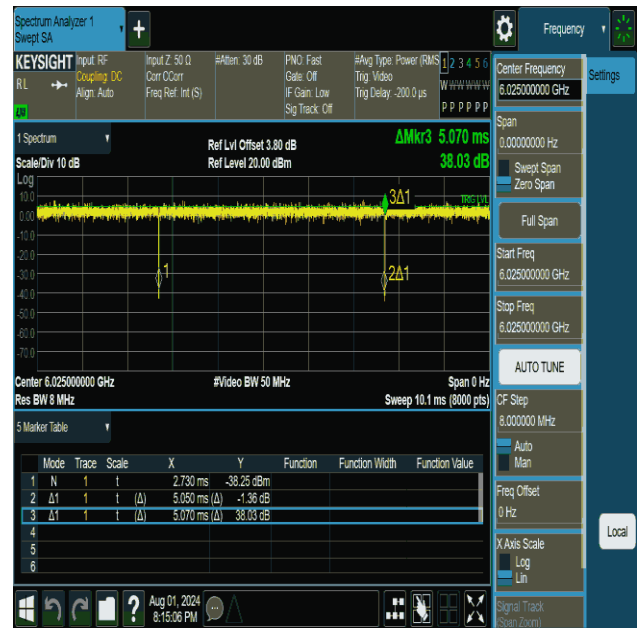 Spectrum Analyzer 1
Swept SA
+
Frequency
KEYSIGHT
RL
Input: RF
Coupling: DC
Align: Auto
Input Z: 50 Ω
Corr CCorr
Freq Ref: Int (S)
#Atten: 30 dB
PNO: Fast
Gate: Off
IF Gain: Low
Sig Track: Off
#Avg Type: Power (RMS
Trig: Video
Trig Delay: -200.0 µs
1 2 3 4 5 6
W W W W W W
P P P P P P
Center Frequency
6.025000000 GHz
Settings
Span
0.00000000 Hz
Swept Span
Zero Span
Full Span
Start Freq
6.025000000 GHz
Stop Freq
6.025000000 GHz
AUTO TUNE
CF Step
8.000000 MHz
Auto
Man
Freq Offset
0 Hz
X Axis Scale
Log
Lin
Signal Track
(Span Zoom)
Local
1 Spectrum
Scale/Div 10 dB
Ref Lvl Offset 3.80 dB
Ref Level 20.00 dBm
ΔMkr3 5.070 ms
38.03 dB
Log
10.0
0.00
-10.0
-20.0
-30.0
-40.0
-50.0
-60.0
-70.0
3Δ1
TRIG LVL
1
2Δ1
Center 6.025000000 GHz
#Video BW 50 MHz
Span 0 Hz
Res BW 8 MHz
Sweep 10.1 ms (8000 pts)
5 Marker Table
Mode Trace Scale X Y Function Function Width Function Value
1 N 1 t 2.730 ms -38.25 dBm
2 Δ1 1 t (Δ) 5.050 ms (Δ) -1.36 dB
3 Δ1 1 t (Δ) 5.070 ms (Δ) 38.03 dB
4
5
6
?
Aug 01, 2024
8:15:06 PM